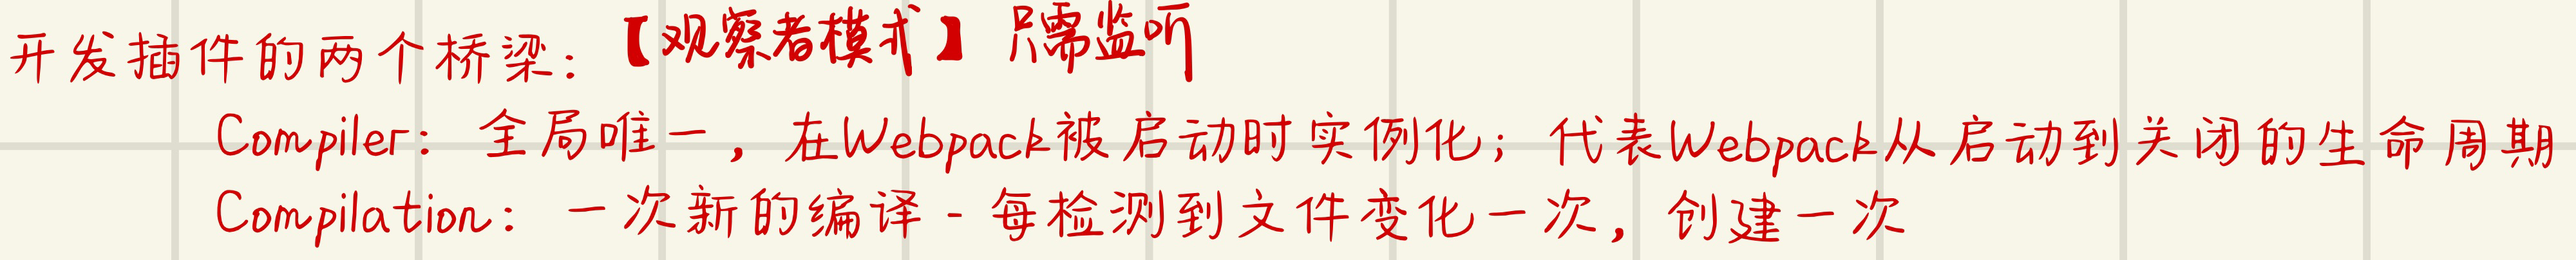 开发插件的两个桥梁：【观察者模式】 只需监听
Compiler： 全局唯一，在Webpack被启动时实例化；代表Webpack从启动到关闭的生命周期
Compilation： 一次新的编译 - 每检测到文件变化一次，创建一次